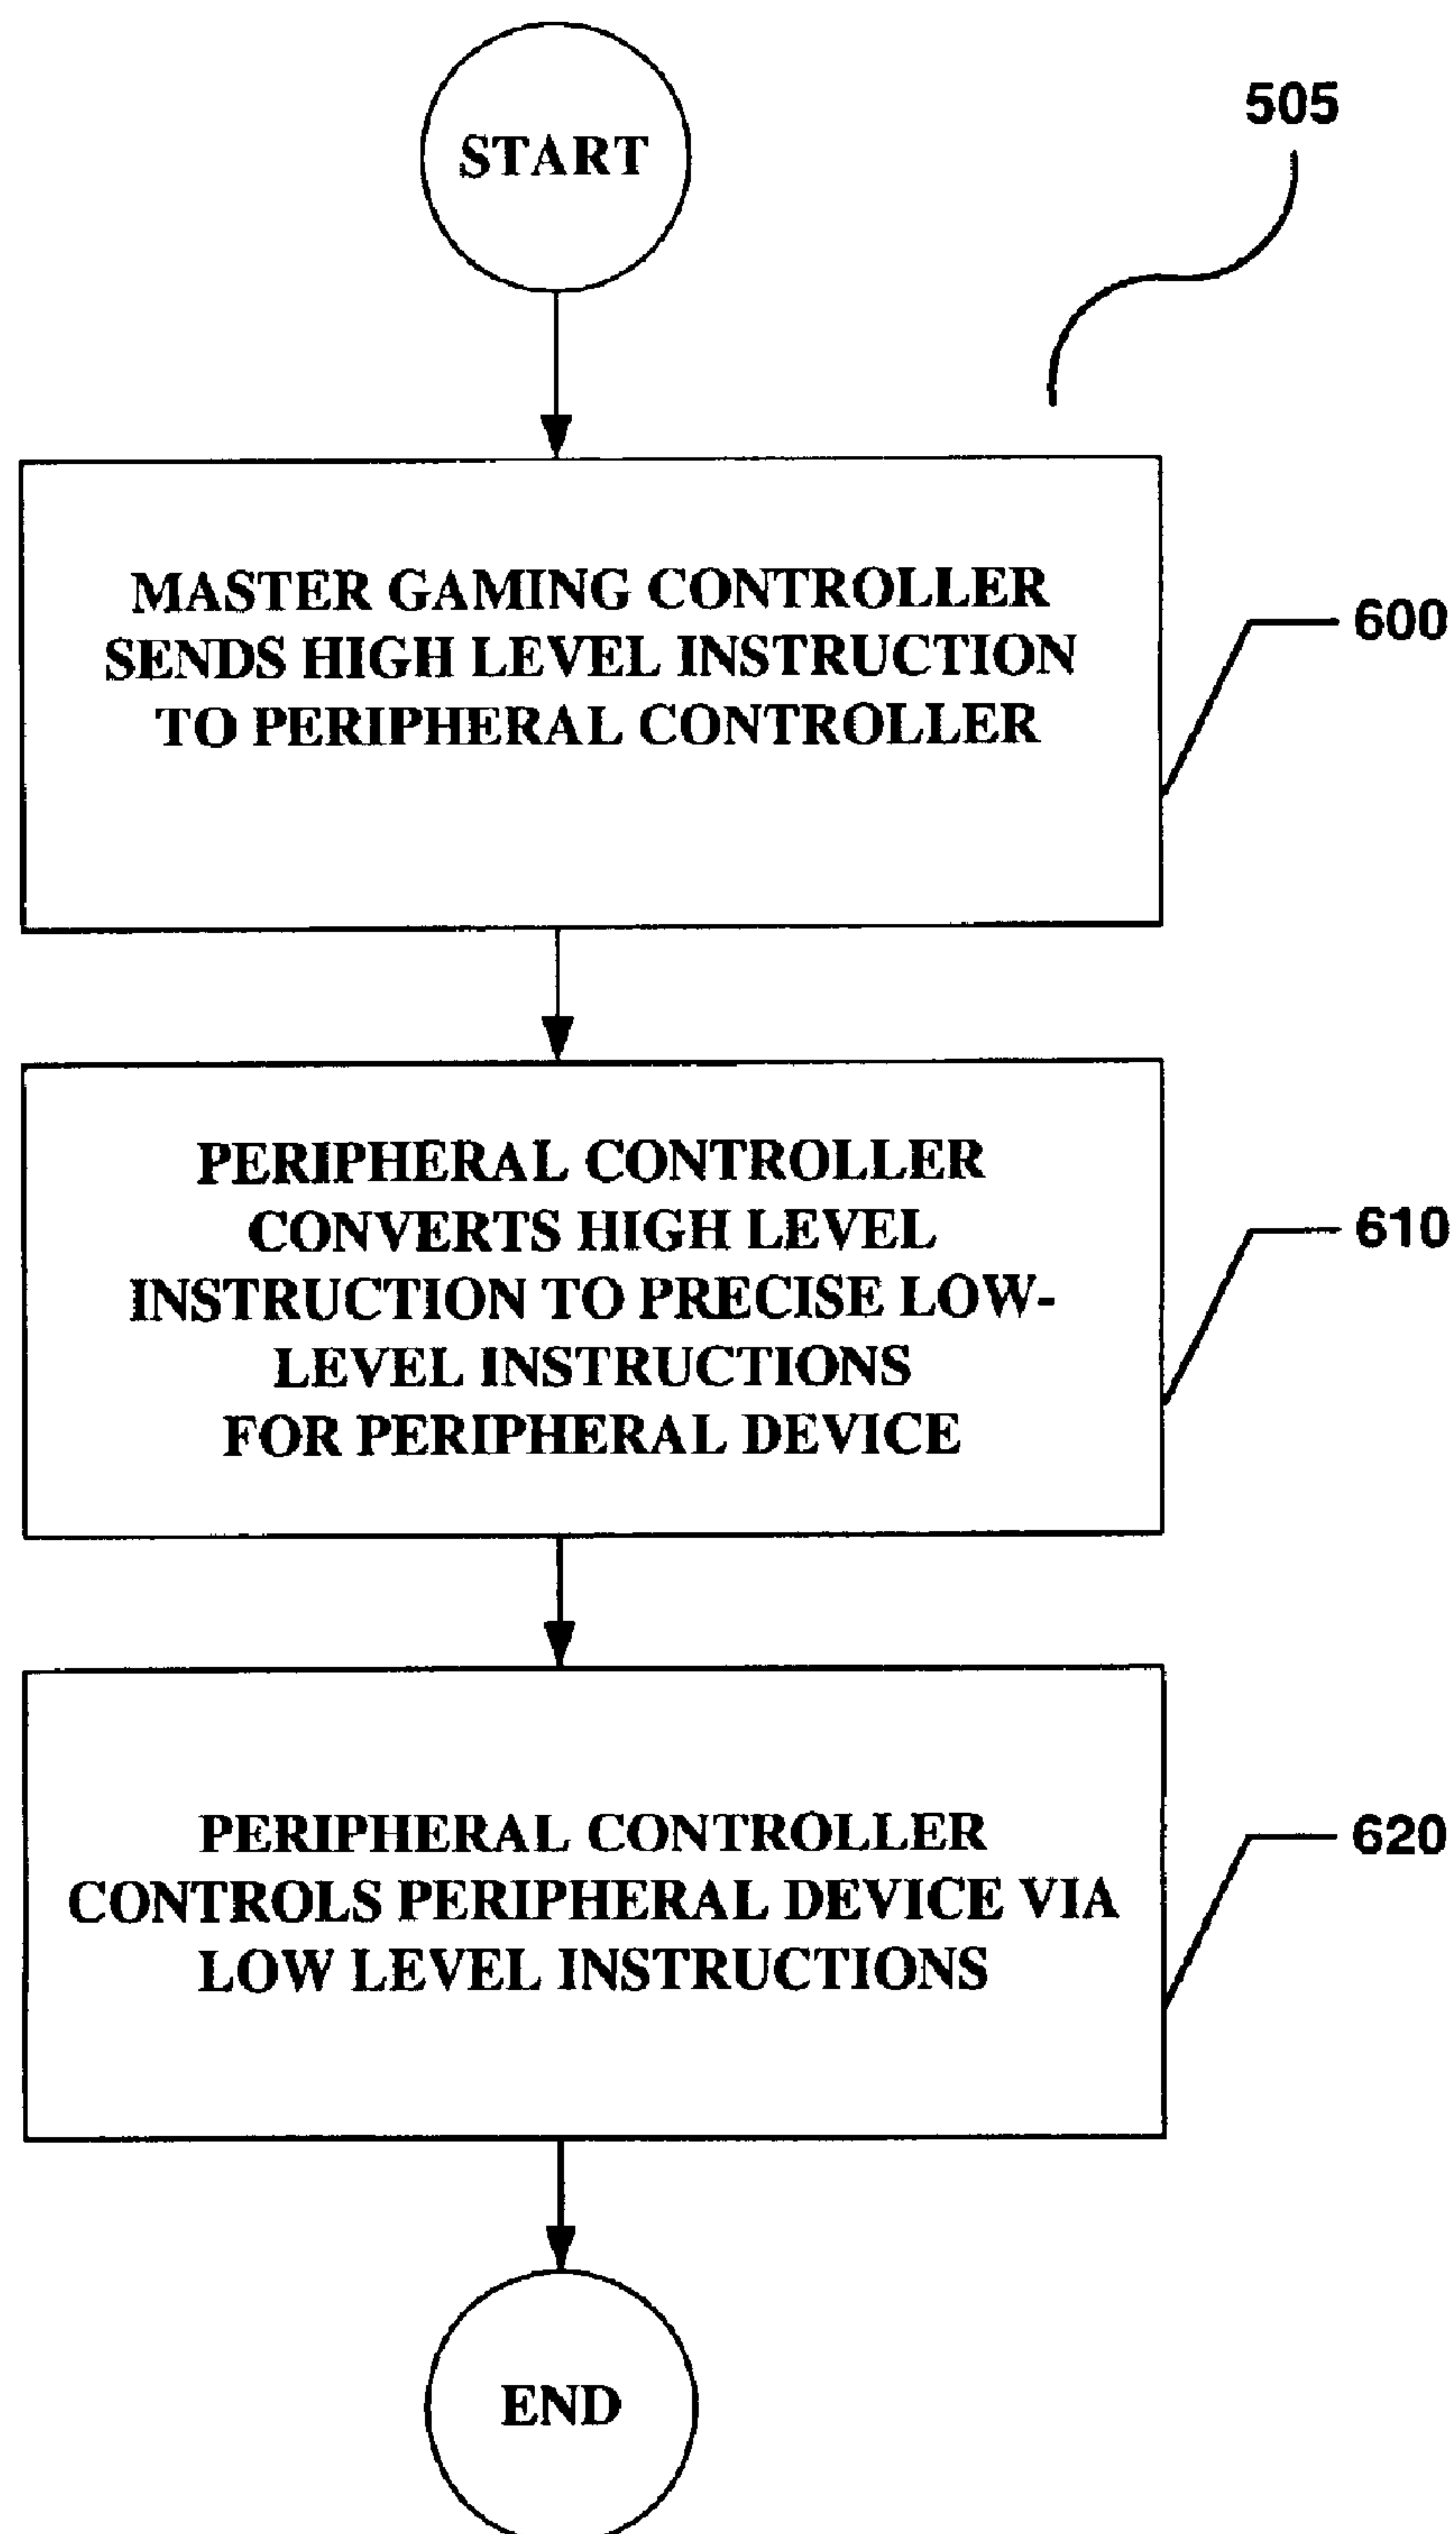 START
505
MASTER GAMING CONTROLLER
SENDS HIGH LEVEL INSTRUCTION
TO PERIPHERAL CONTROLLER
600
PERIPHERAL CONTROLLER
CONVERTS HIGH LEVEL
INSTRUCTION TO PRECISE LOW-
LEVEL INSTRUCTIONS
FOR PERIPHERAL DEVICE
610
PERIPHERAL CONTROLLER
CONTROLS PERIPHERAL DEVICE VIA
LOW LEVEL INSTRUCTIONS
620
END